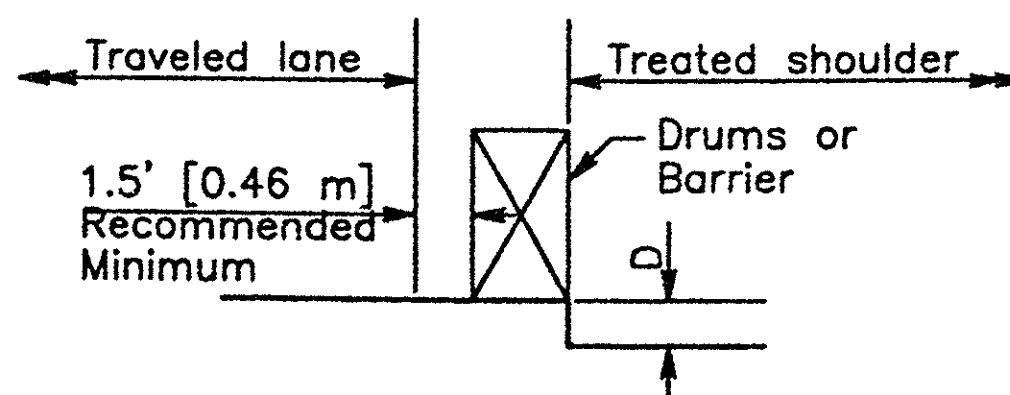 Traveled lane
Treated shoulder
Drums or
Barrier
1.5' [0.46 m]
Recommended
Minimum
D